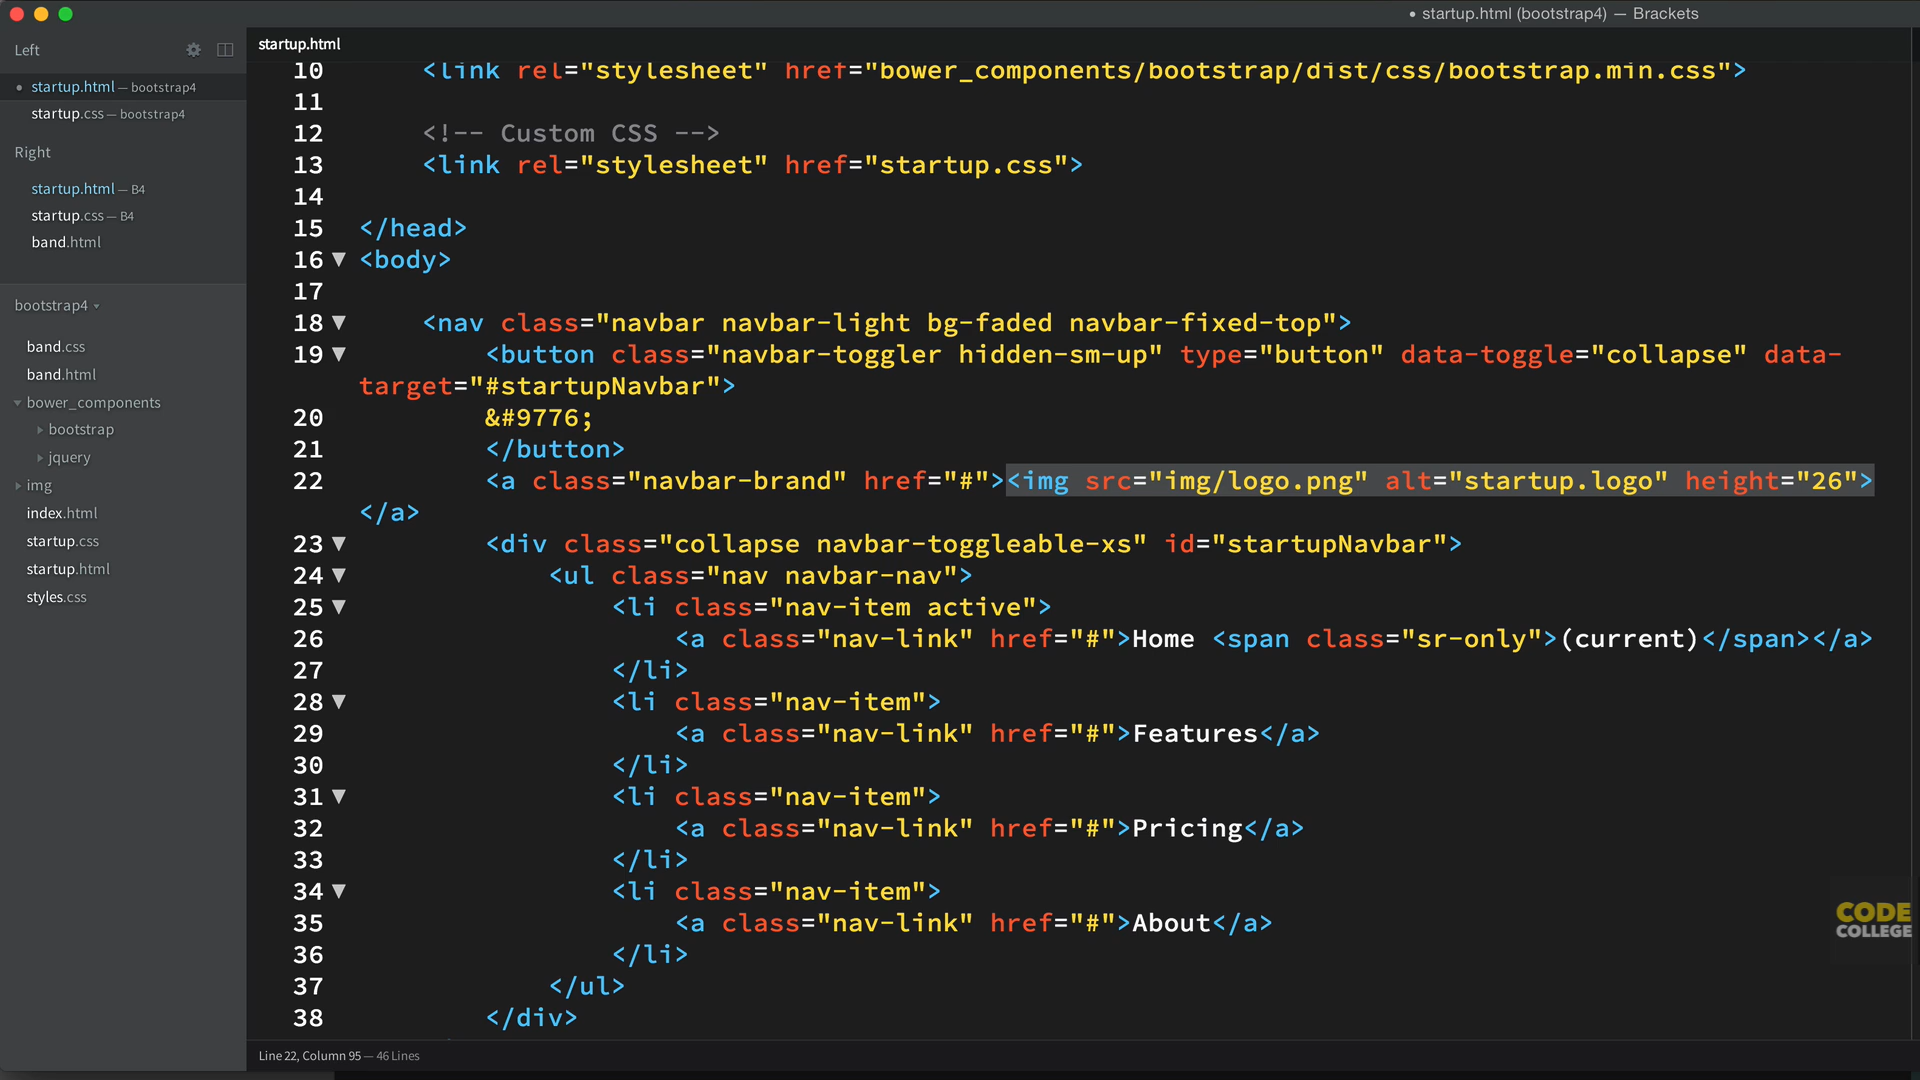 • startup.html (bootstrap4) — Brackets
Left
• startup.html — bootstrap4
startup.css — bootstrap4
Right
startup.html — B4
startup.css — B4
band.html
bootstrap4
band.css
band.html
bower_components
bootstrap
jquery
img
index.html
startup.css
startup.html
styles.css
startup.html
10 <link rel="stylesheet" href="bower_components/bootstrap/dist/css/bootstrap.min.css">
11
12 <!-- Custom CSS -->
13 <link rel="stylesheet" href="startup.css">
14
15 </head>
16 <body>
17
18 <nav class="navbar navbar-light bg-faded navbar-fixed-top">
19 <button class="navbar-toggler hidden-sm-up" type="button" data-toggle="collapse" data-
target="#startupNavbar">
20 &#9776;
21 </button>
22 <a class="navbar-brand" href="#"><img src="img/logo.png" alt="startup.logo" height="26">
</a>
23 <div class="collapse navbar-toggleable-xs" id="startupNavbar">
24 <ul class="nav navbar-nav">
25 <li class="nav-item active">
26 <a class="nav-link" href="#">Home <span class="sr-only">(current)</span></a>
27 </li>
28 <li class="nav-item">
29 <a class="nav-link" href="#">Features</a>
30 </li>
31 <li class="nav-item">
32 <a class="nav-link" href="#">Pricing</a>
33 </li>
34 <li class="nav-item">
35 <a class="nav-link" href="#">About</a>
36 </li>
37 </ul>
38 </div>
CODE
COLLEGE
Line 22, Column 95 — 46 Lines